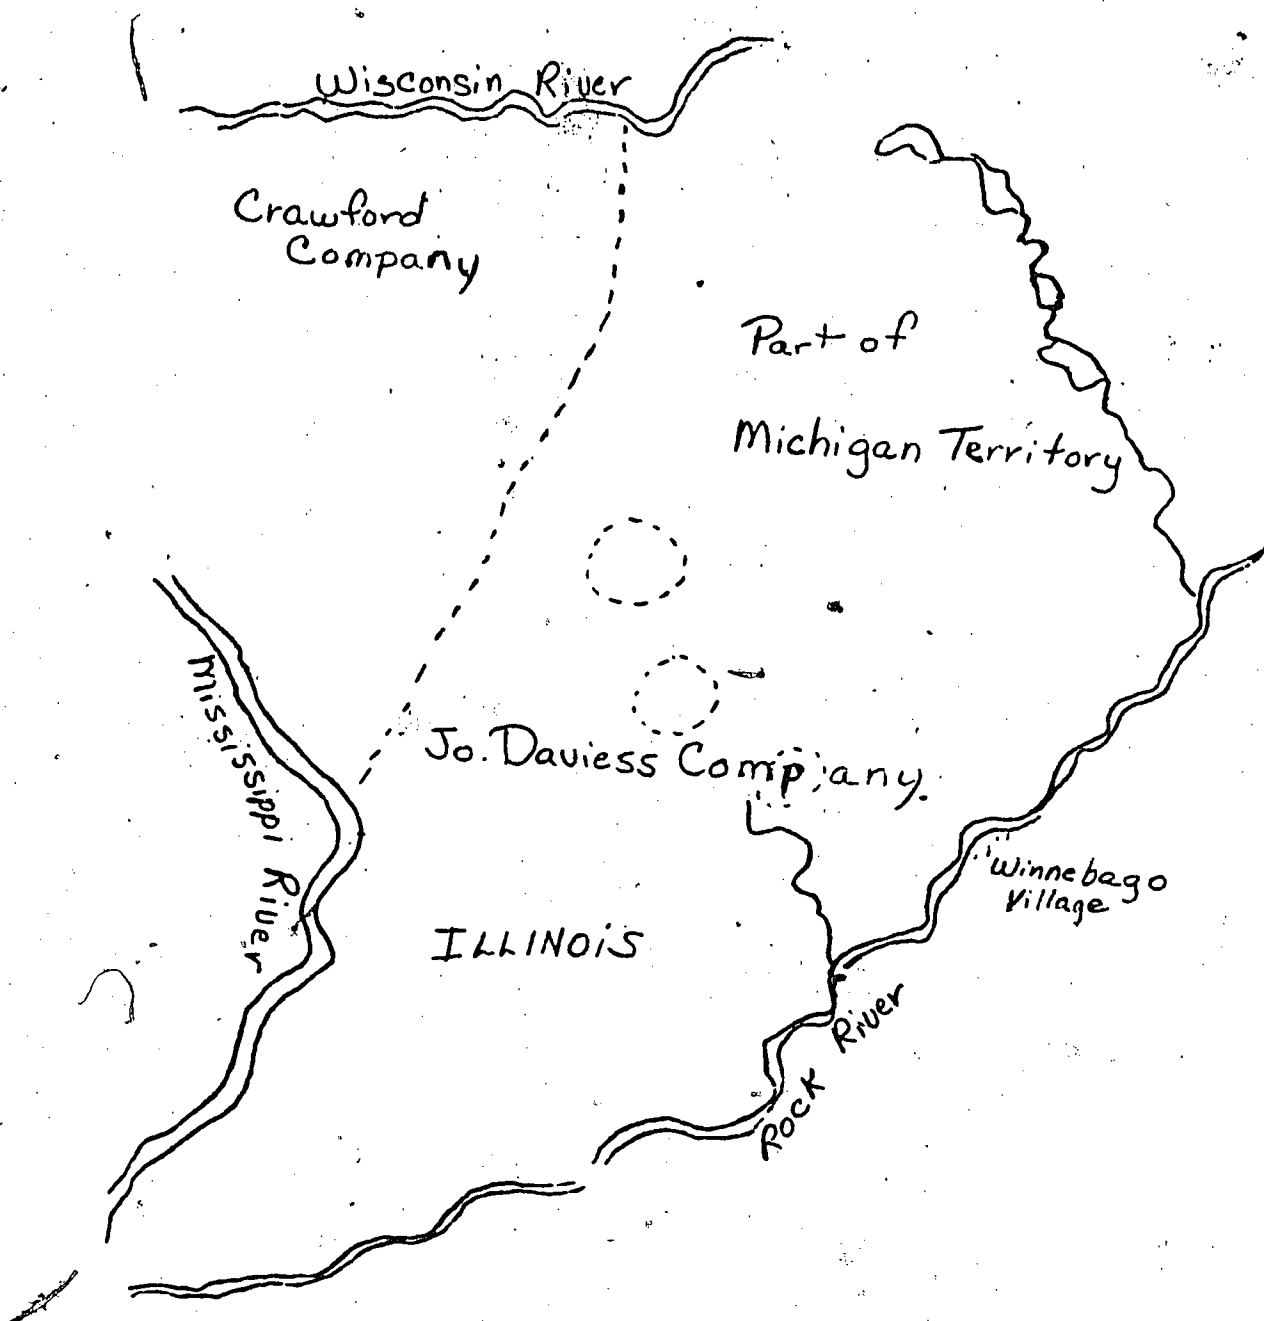 Wisconsin River
Crawford
Company
Part of
Michigan Territory
Mississippi River
Jo. Daviess Company.
Winnebago
Village
ILLINOIS
Rock River